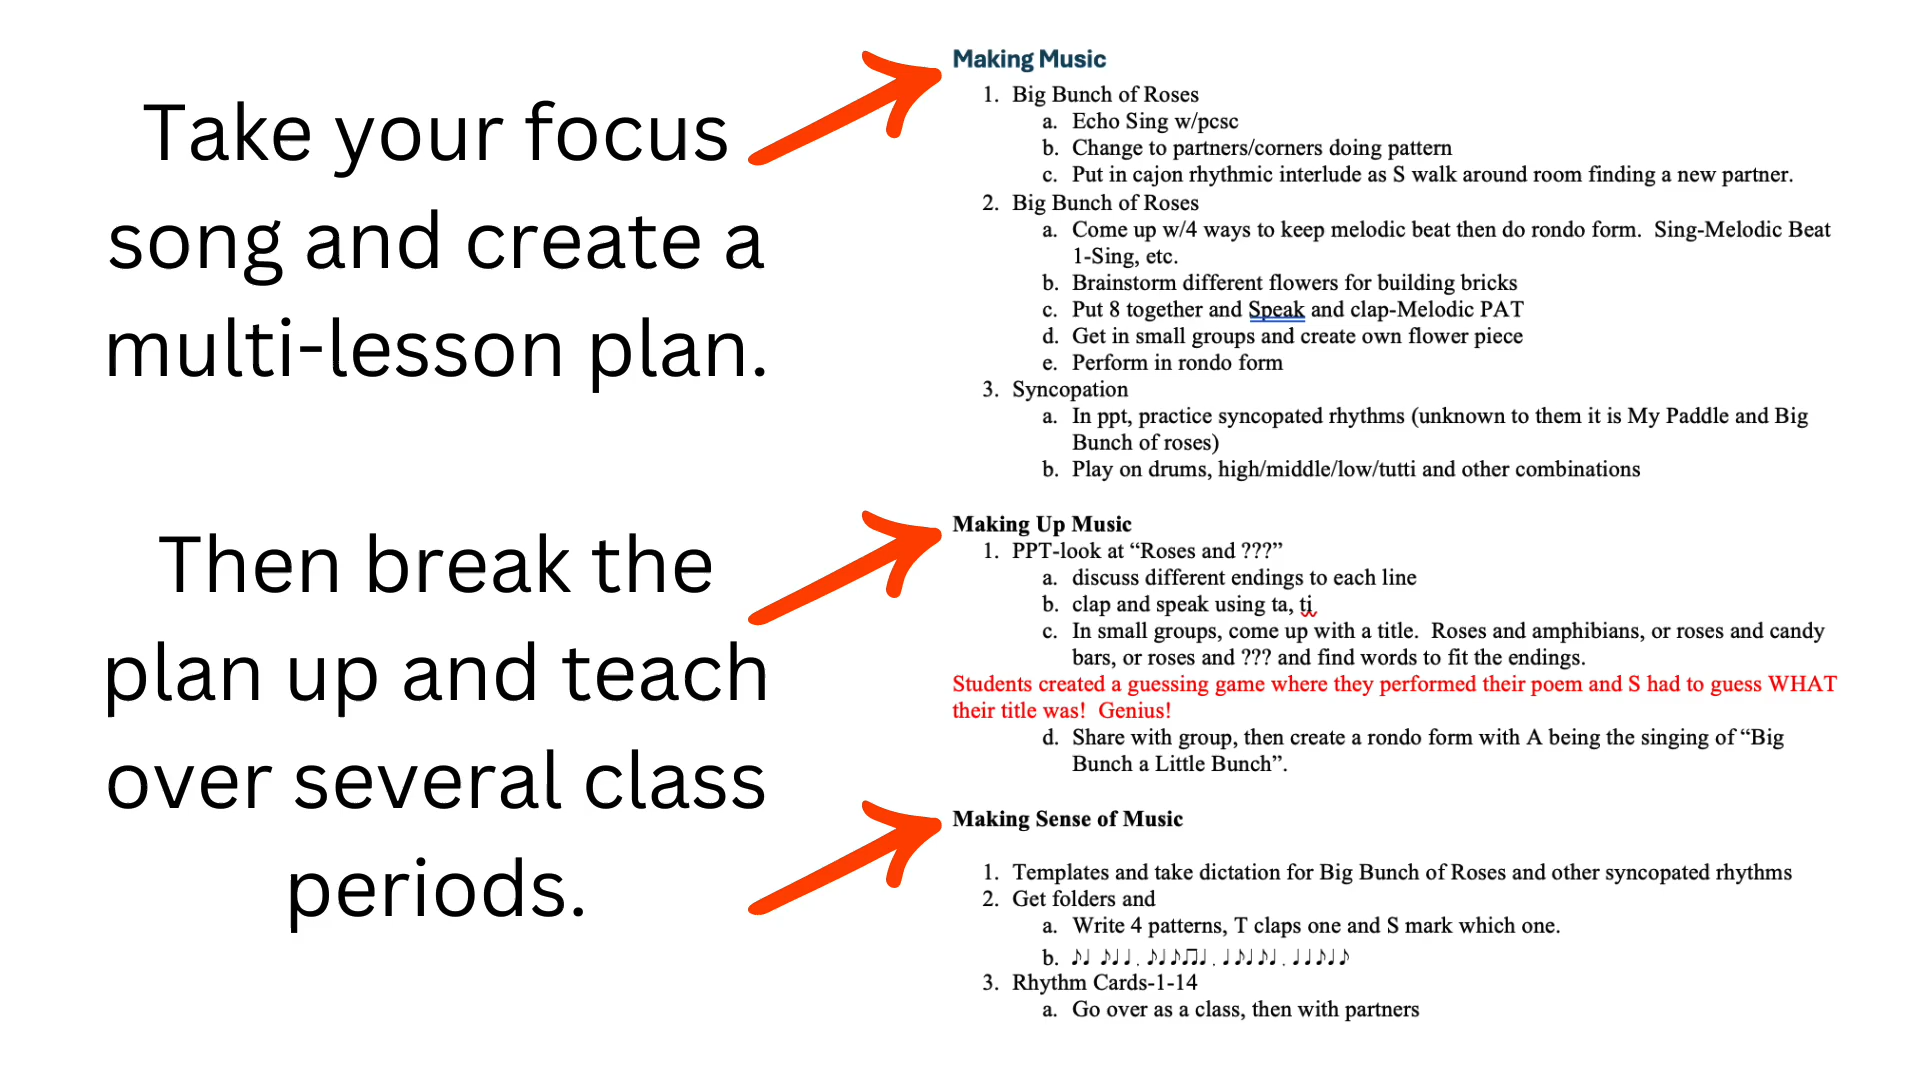 Take your focus
song and create a
multi-lesson plan.
Then break the
plan up and teach
over several class
periods.
Making Music
1. Big Bunch of Roses
a. Echo Sing w/pcsc
b. Change to partners/corners doing pattern
c. Put in cajon rhythmic interlude as S walk around room finding a new partner.
2. Big Bunch of Roses
a. Come up w/4 ways to keep melodic beat then do rondo form. Sing-Melodic Beat
1-Sing, etc.
b. Brainstorm different flowers for building bricks
c. Put 8 together and Speak and clap-Melodic PAT
d. Get in small groups and create own flower piece
e. Perform in rondo form
3. Syncopation
a. In ppt, practice syncopated rhythms (unknown to them it is My Paddle and Big
Bunch of roses)
b. Play on drums, high/middle/low/tutti and other combinations
Making Up Music
1. PPT-look at “Roses and ???”
a. discuss different endings to each line
b. clap and speak using ta, ti
c. In small groups, come up with a title. Roses and amphibians, or roses and candy
bars, or roses and ??? and find words to fit the endings.
Students created a guessing game where they performed their poem and S had to guess WHAT
their title was! Genius!
d. Share with group, then create a rondo form with A being the singing of “Big
Bunch a Little Bunch”.
Making Sense of Music
1. Templates and take dictation for Big Bunch of Roses and other syncopated rhythms
2. Get folders and
a. Write 4 patterns, T claps one and S mark which one.
b. ♪♩ ♪♩♩. ♪♩♪♫♩. ♩♪♩♪♩. ♩♩♪♩♪
3. Rhythm Cards-1-14
a. Go over as a class, then with partners